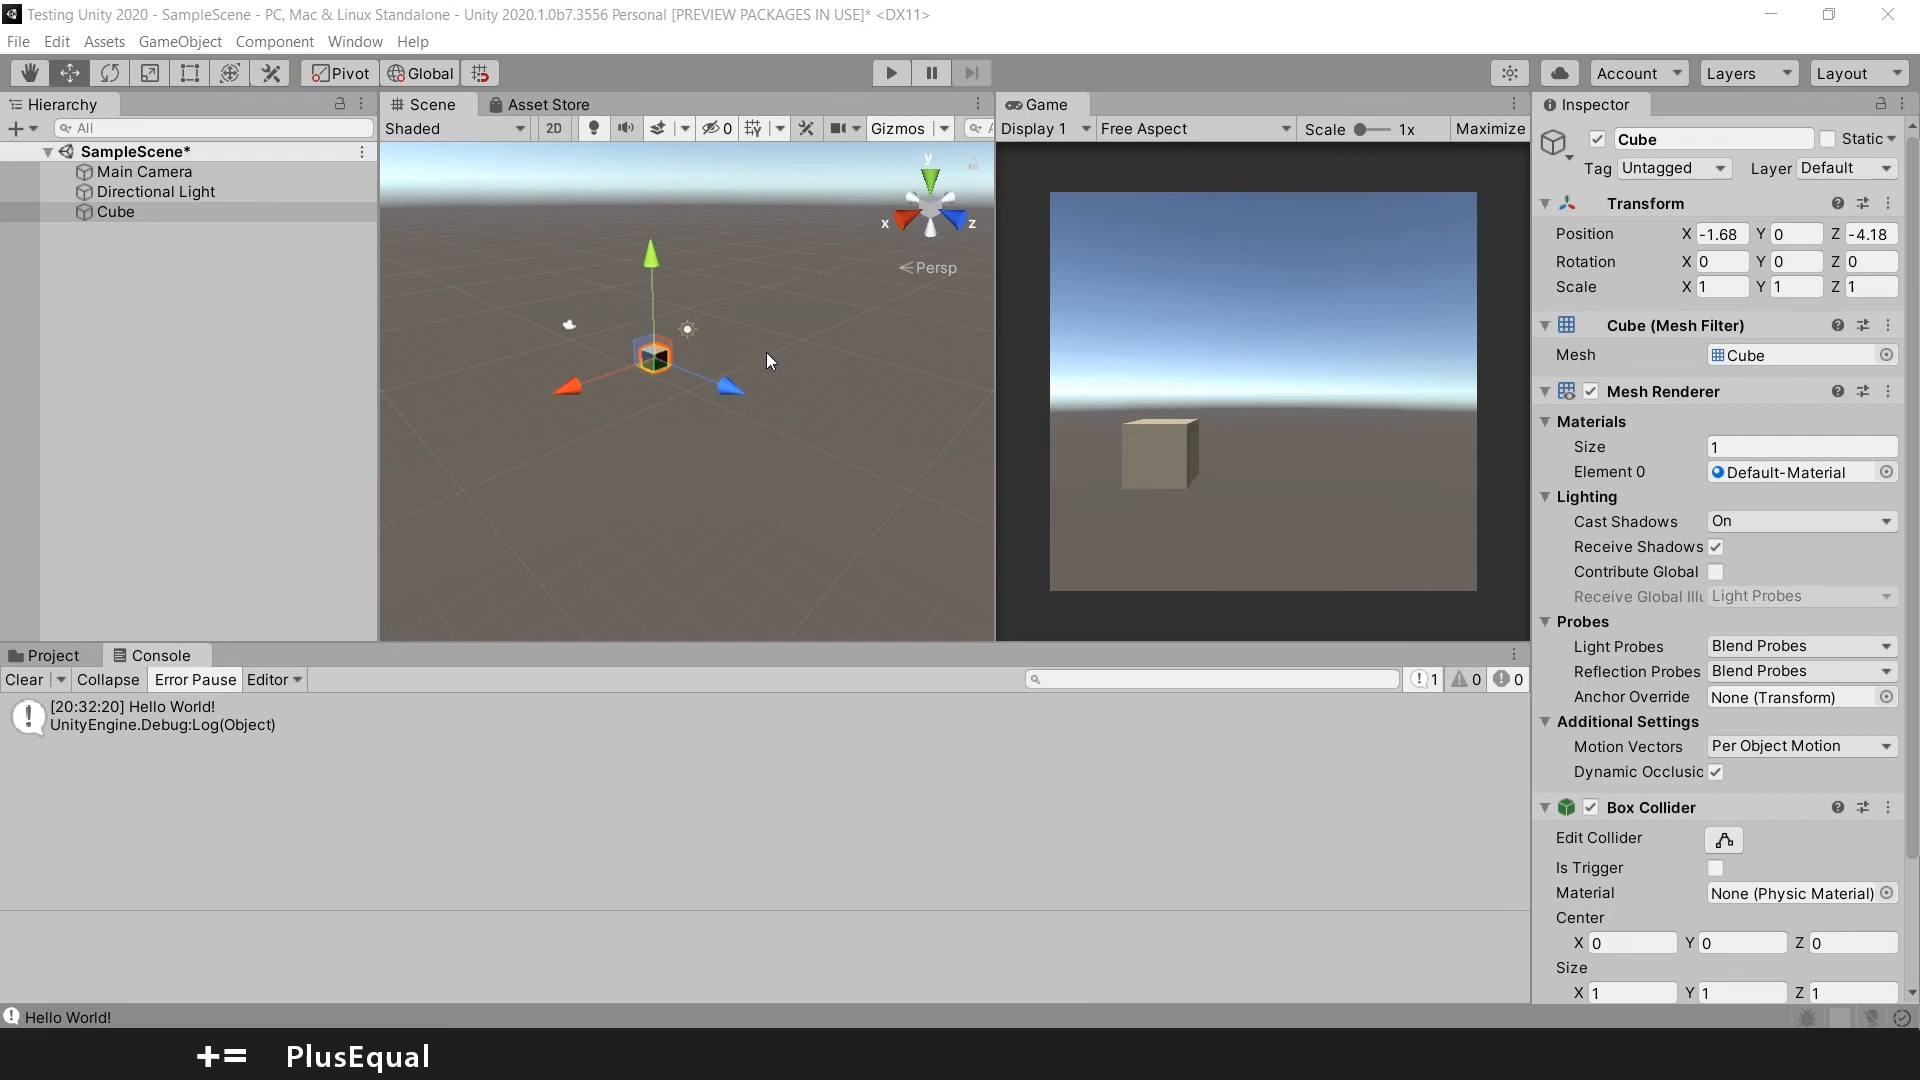 Testing Unity 2020 - SampleScene - PC, Mac & Linux Standalone - Unity 2020.1.0b7.3556 Personal [PREVIEW PACKAGES IN USE]* <DX11>
File Edit Assets GameObject Component Window Help
Pivot Global Account Layers Layout
Hierarchy
All
SampleScene*
Main Camera
Directional Light
Cube
Scene Asset Store
Shaded 2D 0 Gizmos
y
x z
Persp
Game
Display 1 Free Aspect Scale 1x Maximize
Inspector
Cube Static
Tag Untagged Layer Default
Transform
Position X -1.68 Y 0 Z -4.18
Rotation X 0 Y 0 Z 0
Scale X 1 Y 1 Z 1
Cube (Mesh Filter)
Mesh Cube
Mesh Renderer
Materials
Size 1
Element 0 Default-Material
Lighting
Cast Shadows On
Receive Shadows
Contribute Global
Receive Global Illu Light Probes
Probes
Light Probes Blend Probes
Reflection Probes Blend Probes
Anchor Override None (Transform)
Additional Settings
Motion Vectors Per Object Motion
Dynamic Occlusic
Box Collider
Edit Collider
Is Trigger
Material None (Physic Material)
Center
X 0 Y 0 Z 0
Size
X 1 Y 1 Z 1
Project Console
Clear Collapse Error Pause Editor 1 0 0
[20:32:20] Hello World!
UnityEngine.Debug:Log(Object)
Hello World!
+= PlusEqual